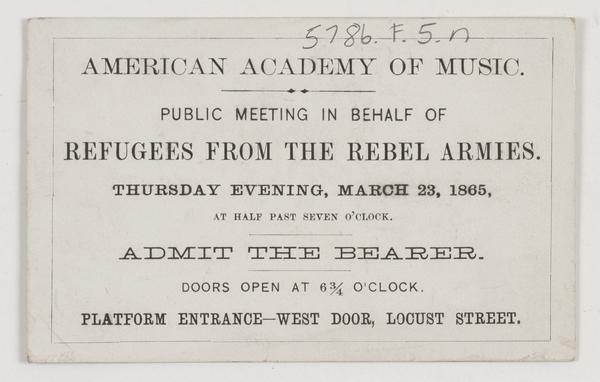 5786. F. 5. n
AMERICAN ACADEMY OF MUSIC.
PUBLIC MEETING IN BEHALF OF
REFUGEES FROM THE REBEL ARMIES.
THURSDAY EVENING, MARCH 23, 1865,
AT HALF PAST SEVEN O'CLOCK.
ADMIT THE BEARER.
DOORS OPEN AT 6¾ O'CLOCK.
PLATFORM ENTRANCE—WEST DOOR, LOCUST STREET.